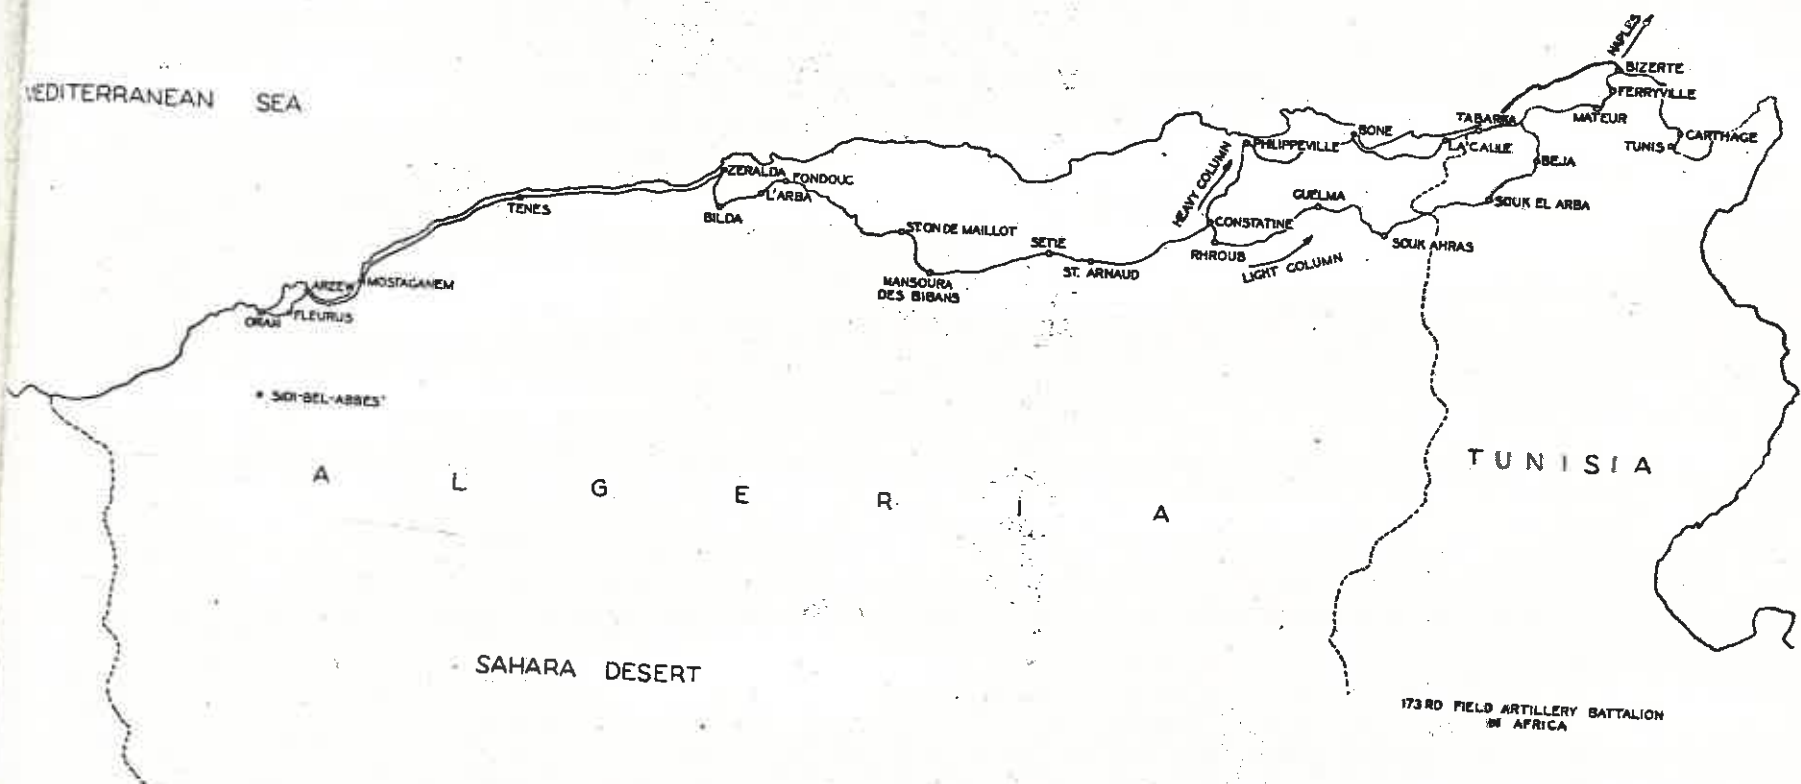 NAPLES
BIZERTE
MEDITERRANEAN SEA
FERRYVILLE
MATEUR
TABARKA
CARTHAGE
BONE
TUNIS
PHILIPPEVILLE
LA CALLE
BEJA
HEAVY COLUMN
ZERALDA
FONDOUC
L'ARBA
GUELMA
SOUK EL ARBA
TENES
BILDA
CONSTATINE
ST. ON DE MAILLOT
SETIE
SOUK AHRAS
RHROUB
LIGHT COLUMN
ST. ARNAUD
MANSOURA
DES BIBANS
ARZEW
MOSTAGANEM
ORAN
FLEURUS
SIDI-BEL-ABBES
ALGERIA
TUNISIA
SAHARA DESERT
173RD FIELD ARTILLERY BATTALION
IN AFRICA